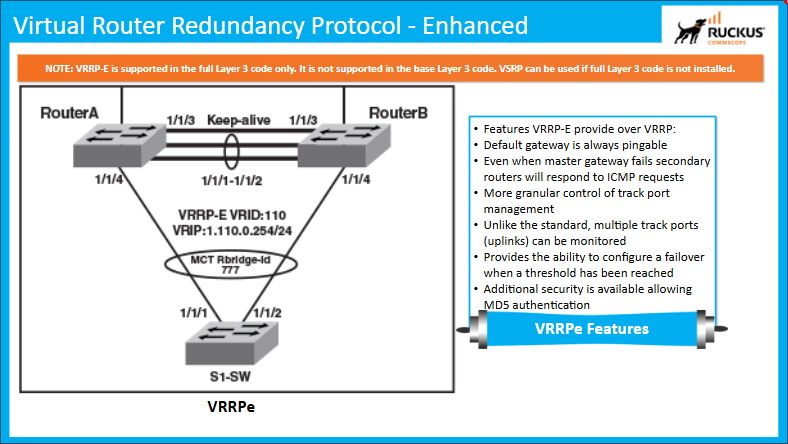 Virtual Router Redundancy Protocol - Enhanced
RUCKUS
COMMSCOPE
NOTE: VRRP-E is supported in the full Layer 3 code only. It is not supported in the base Layer 3 code. VSRP can be used if full Layer 3 code is not installed.
RouterA
1/1/3 Keep-alive 1/1/3
RouterB
1/1/4
1/1/1-1/1/2
1/1/4
VRRP-E VRID:110
VRIP:1.110.0.254/24
MCT Rbridge-id
777
1/1/1
1/1/2
S1-SW
VRRPe
• Features VRRP-E provide over VRRP:
• Default gateway is always pingable
• Even when master gateway fails secondary
routers will respond to ICMP requests
• More granular control of track port
management
• Unlike the standard, multiple track ports
(uplinks) can be monitored
• Provides the ability to configure a failover
when a threshold has been reached
• Additional security is available allowing
MD5 authentication
VRRPe Features